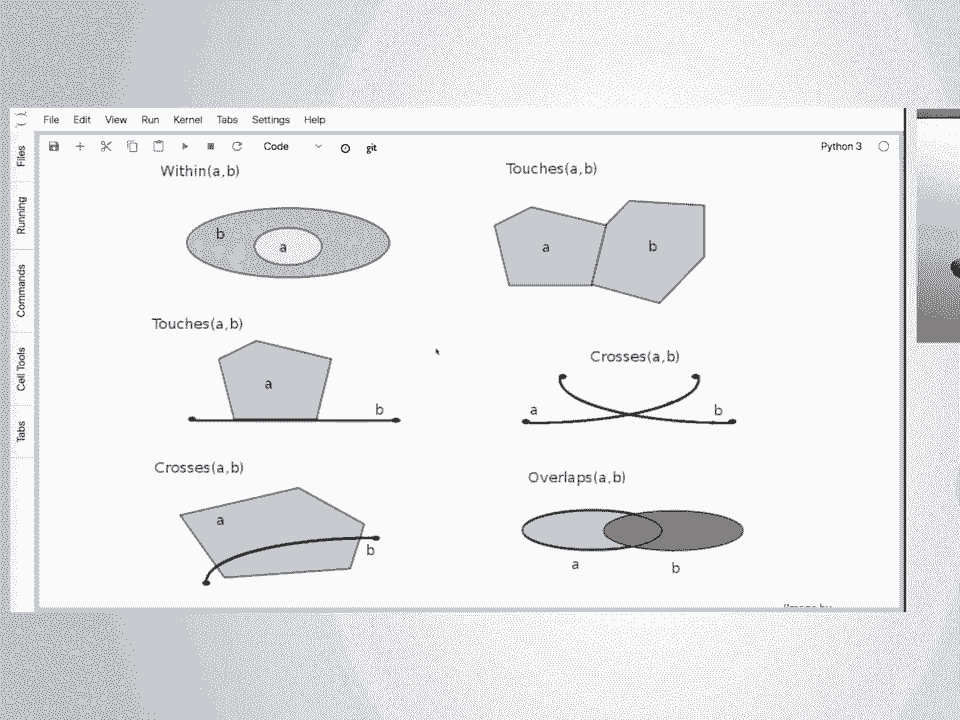 File Edit View Run Kernel Tabs Settings Help
Code
git
Python 3
Files
Running
Commands
Cell Tools
Tabs
Within(a,b)
b
a
Touches(a,b)
a
b
Touches(a,b)
a
b
Crosses(a,b)
a
b
Crosses(a,b)
a
b
Overlaps(a,b)
a
b